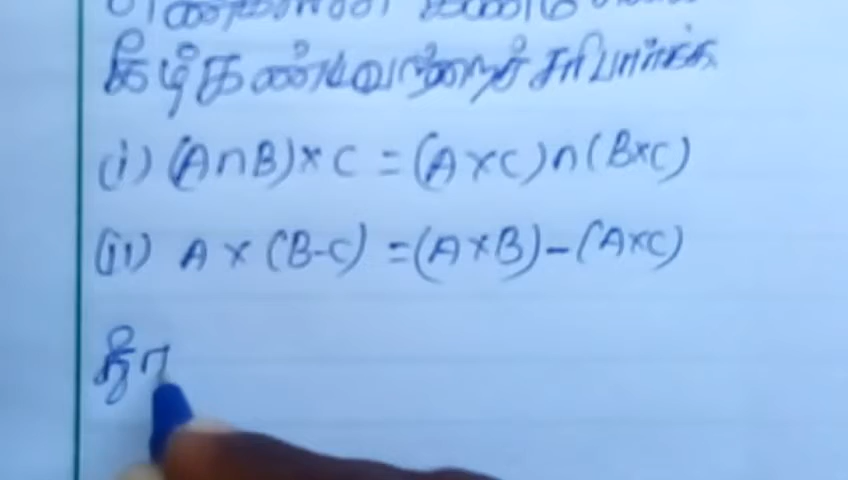 கீழ்கண்டவற்றைச் சரிபார்க்க
(i) (A∩B)×C = (A×C)∩(B×C)
(ii) A × (B-C) = (A×B)-(A×C)